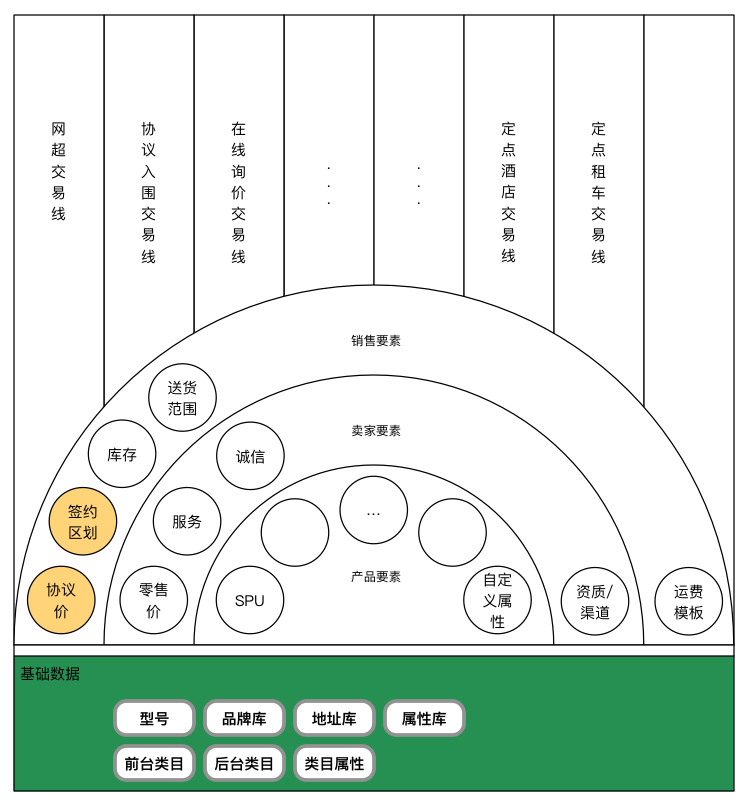 网超交易线
协议入围交易线
在线询价交易线
...
...
定点酒店交易线
定点租车交易线
销售要素
送货
范围
库存
签约
区划
协议
价
运费
模板
卖家要素
诚信
服务
零售
价
资质/
渠道
...
产品要素
SPU
自定
义属
性
基础数据
型号
品牌库
地址库
属性库
前台类目
后台类目
类目属性